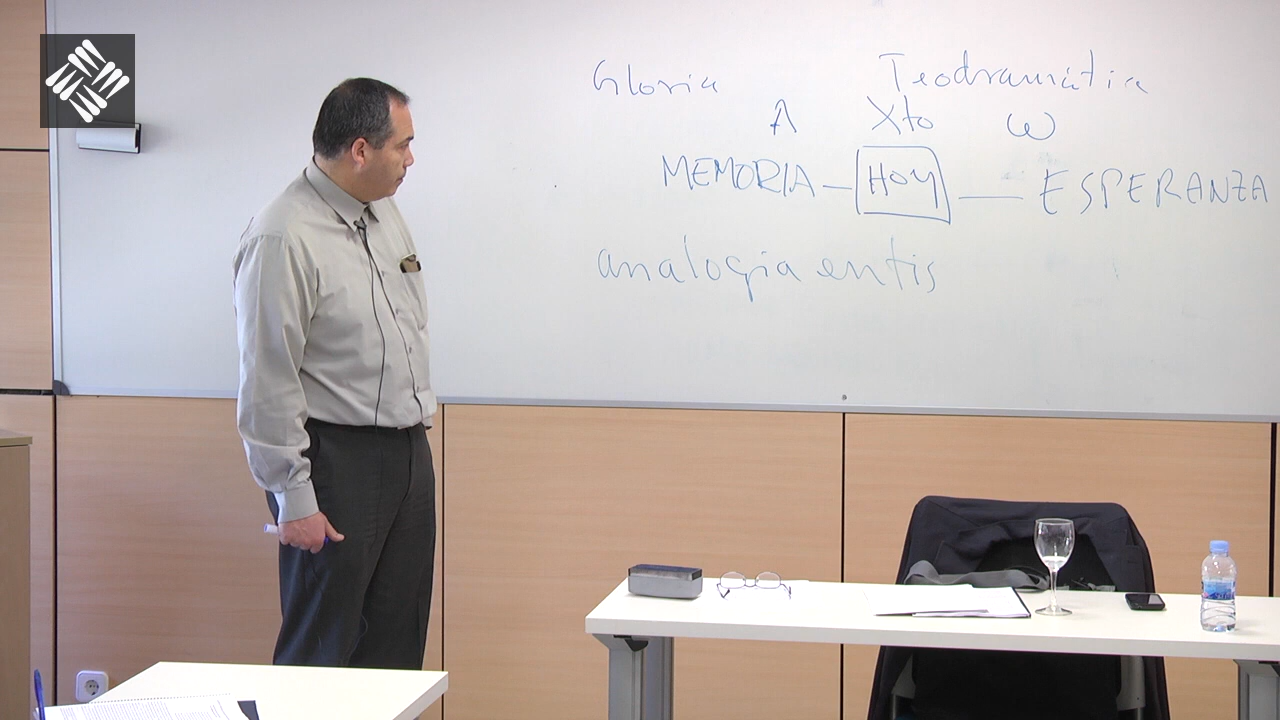 Gloria Teodramática
A Xto ω
MEMORIA — HOY — ESPERANZA
analogia entis